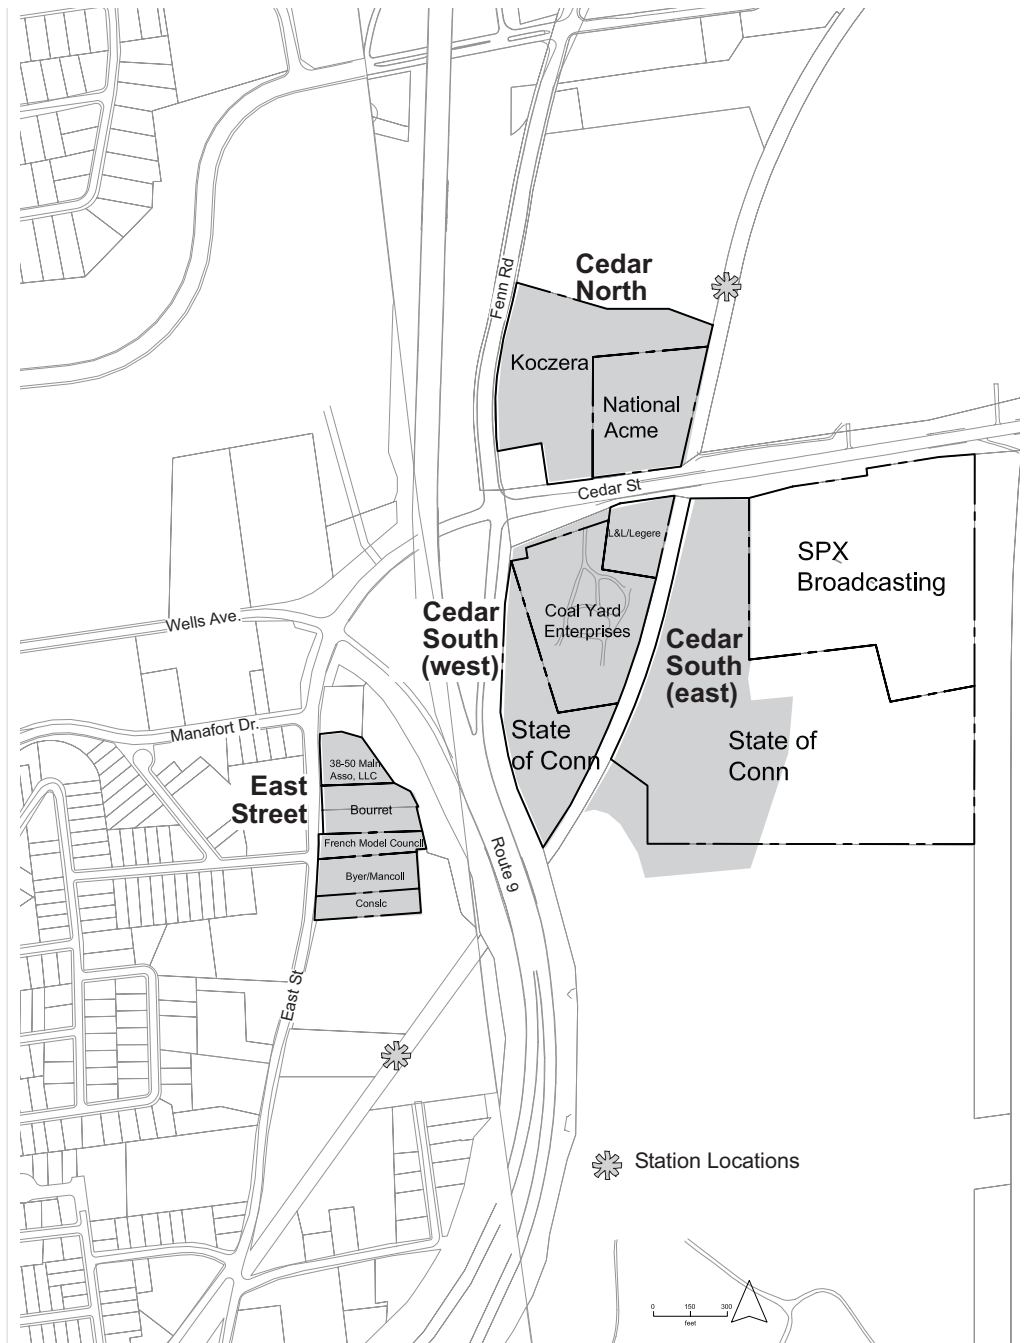 Cedar
North
Fenn Rd
Koczera
National
Acme
Cedar St
L&L/Legere
SPX
Broadcasting
Coal Yard
Enterprises
Wells Ave.
Cedar
South
(west)
Cedar
South
(east)
Manafort Dr.
State
of Conn
State of
Conn
38-50 Main
Asso, LLC
East
Street
Bourret
French Model Council
Byer/Mancoll
Conslc
Route 9
East St
Station Locations
0 150 300
feet